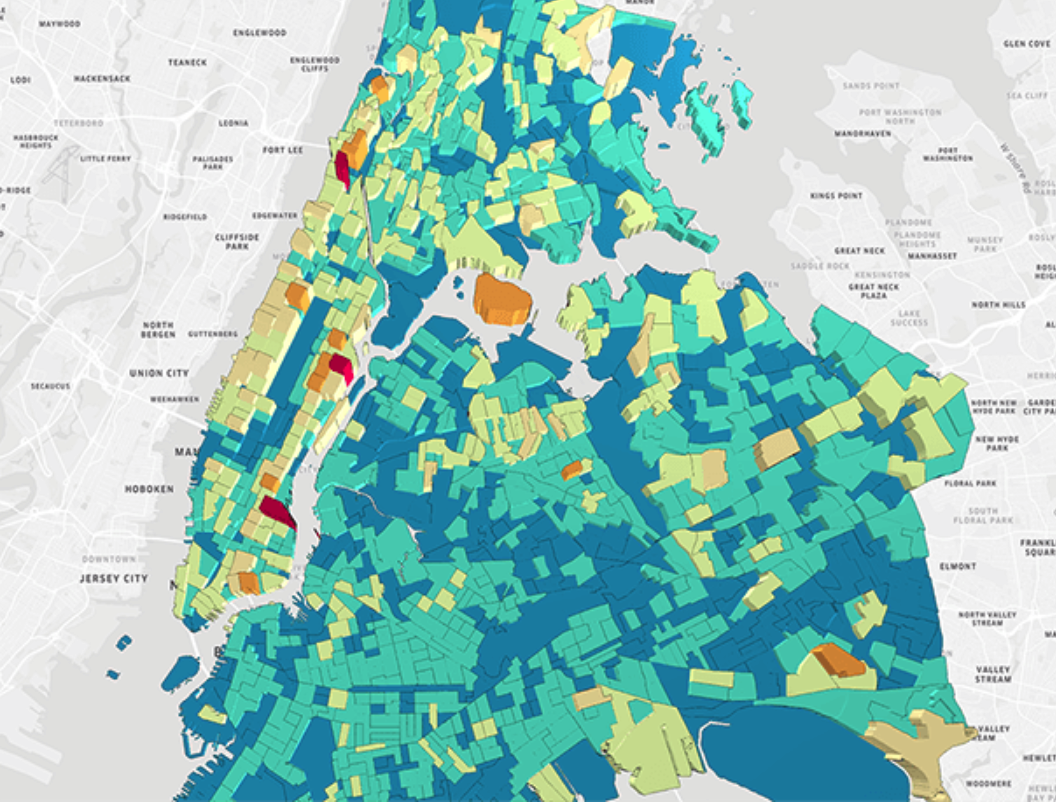 MANOR
MAYWOOD
ENGLEWOOD
GLEN COVE
TEANECK
ENGLEWOOD
CLIFFS
LODI
HACKENSACK
SANDS POINT
SEA CLIFF
TETERBORO
LEONIA
PORT WASHINGTON
NORTH
MANORHAVEN
HASBROUCK
HEIGHTS
LITTLE FERRY
PALISADES
PARK
FORT LEE
PORT
WASHINGTON
W Shore Rd
KINGS POINT
RIDGEFIELD
EDGEWATER
CLIFFSIDE
PARK
PLANDOME
PLANDOME
HEIGHTS
MUNSEY
PARK
GREAT NECK
MANHASSET
SADDLE ROCK
KENSINGTON
GREAT NECK
PLAZA
NORTH HILLS
LAKE
SUCCESS
NORTH
BERGEN
GUTTENBERG
UNION CITY
SECAUCUS
WEEHAWKEN
NORTH NEW
HYDE PARK
NEW HYDE
PARK
HOBOKEN
FLORAL PARK
SOUTH
FLORAL PARK
DOWNTOWN
JERSEY CITY
ELMONT
NORTH VALLEY
STREAM
VALLEY
STREAM
VALLEY
WOODMERE